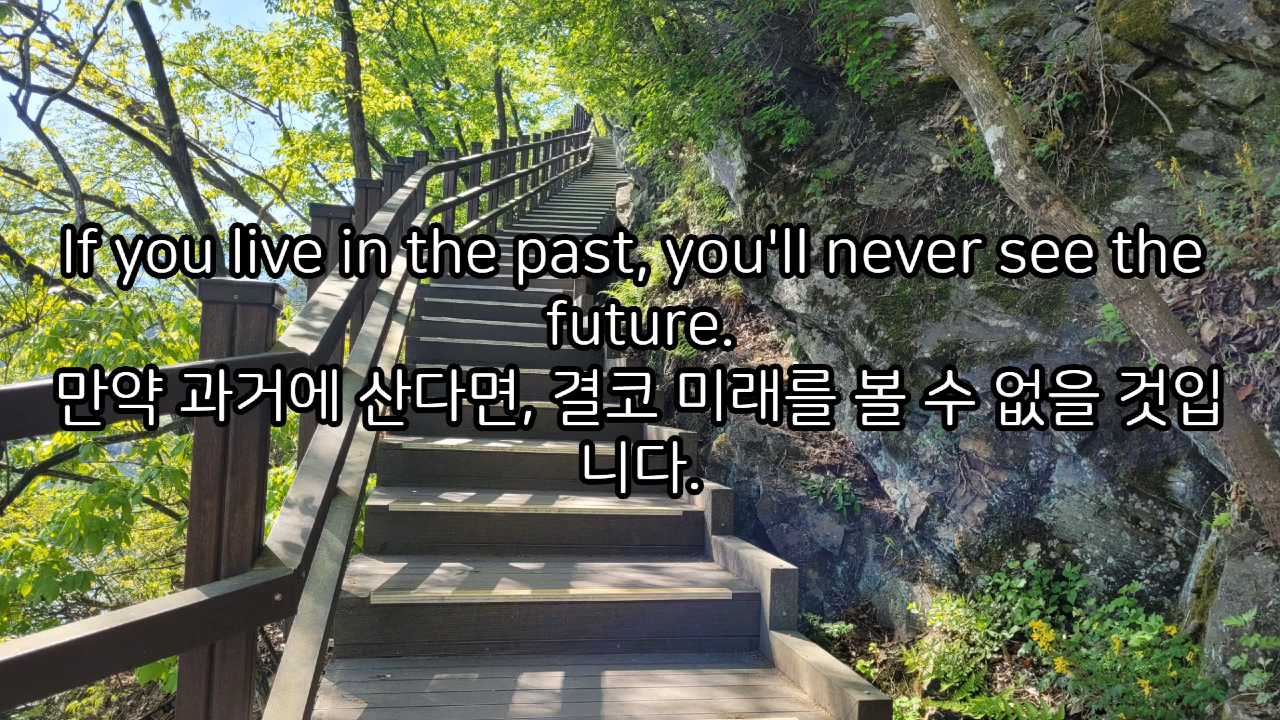 If you live in the past, you'll never see the
future.
만약 과거에 산다면, 결코 미래를 볼 수 없을 것입
니다.